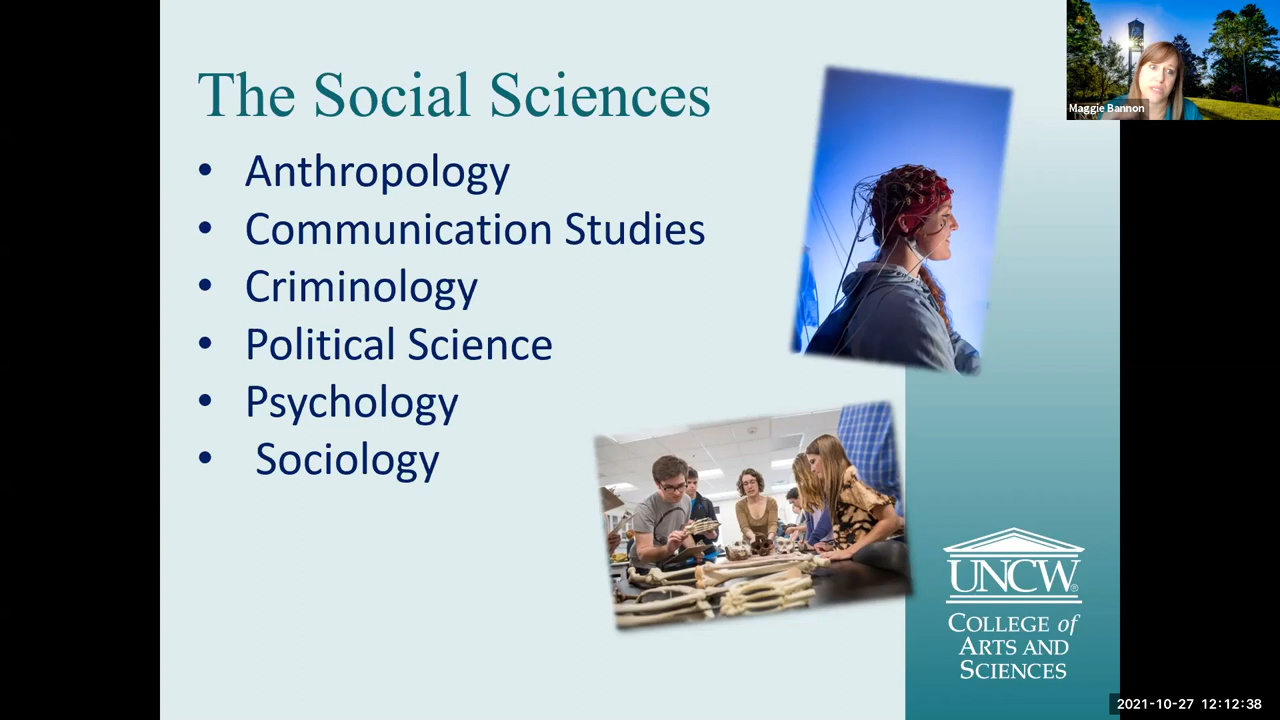 The Social Sciences
• Anthropology
• Communication Studies
• Criminology
• Political Science
• Psychology
• Sociology
Maggie Bannon
UNCW®
COLLEGE of
ARTS AND
SCIENCES
2021-10-27 12:12:38